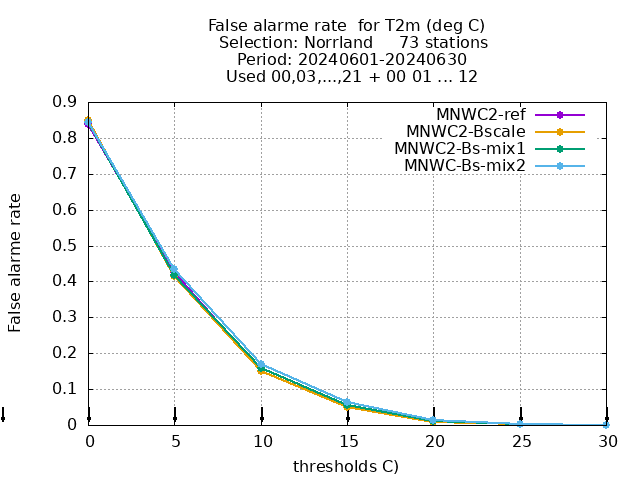 False alarme rate  for T2m (deg C)
Selection: Norrland     73 stations
Period: 20240601-20240630
Used 00,03,...,21 + 00 01 ... 12
MNWC2-ref
MNWC2-Bscale
MNWC2-Bs-mix1
MNWC-Bs-mix2
False alarme rate
0.9
0.8
0.7
0.6
0.5
0.4
0.3
0.2
0.1
0
0 5 10 15 20 25 30
thresholds C)